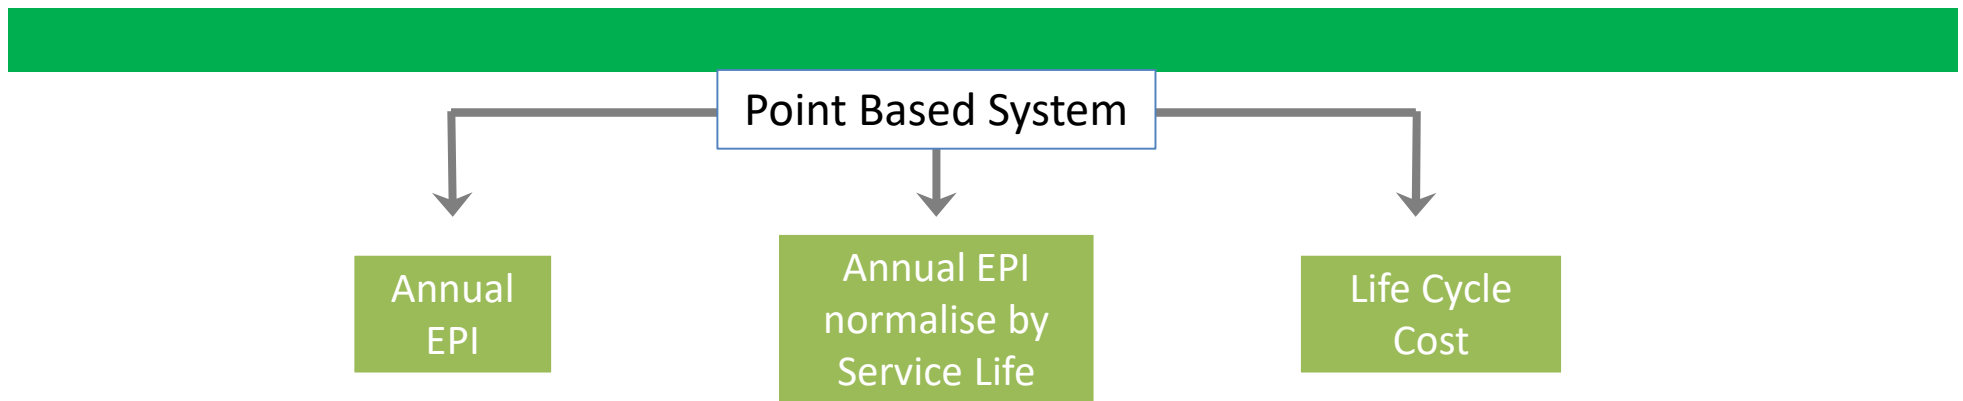 Point Based System
Annual
EPI
Annual EPI
normalise by
Service Life
Life Cycle
Cost